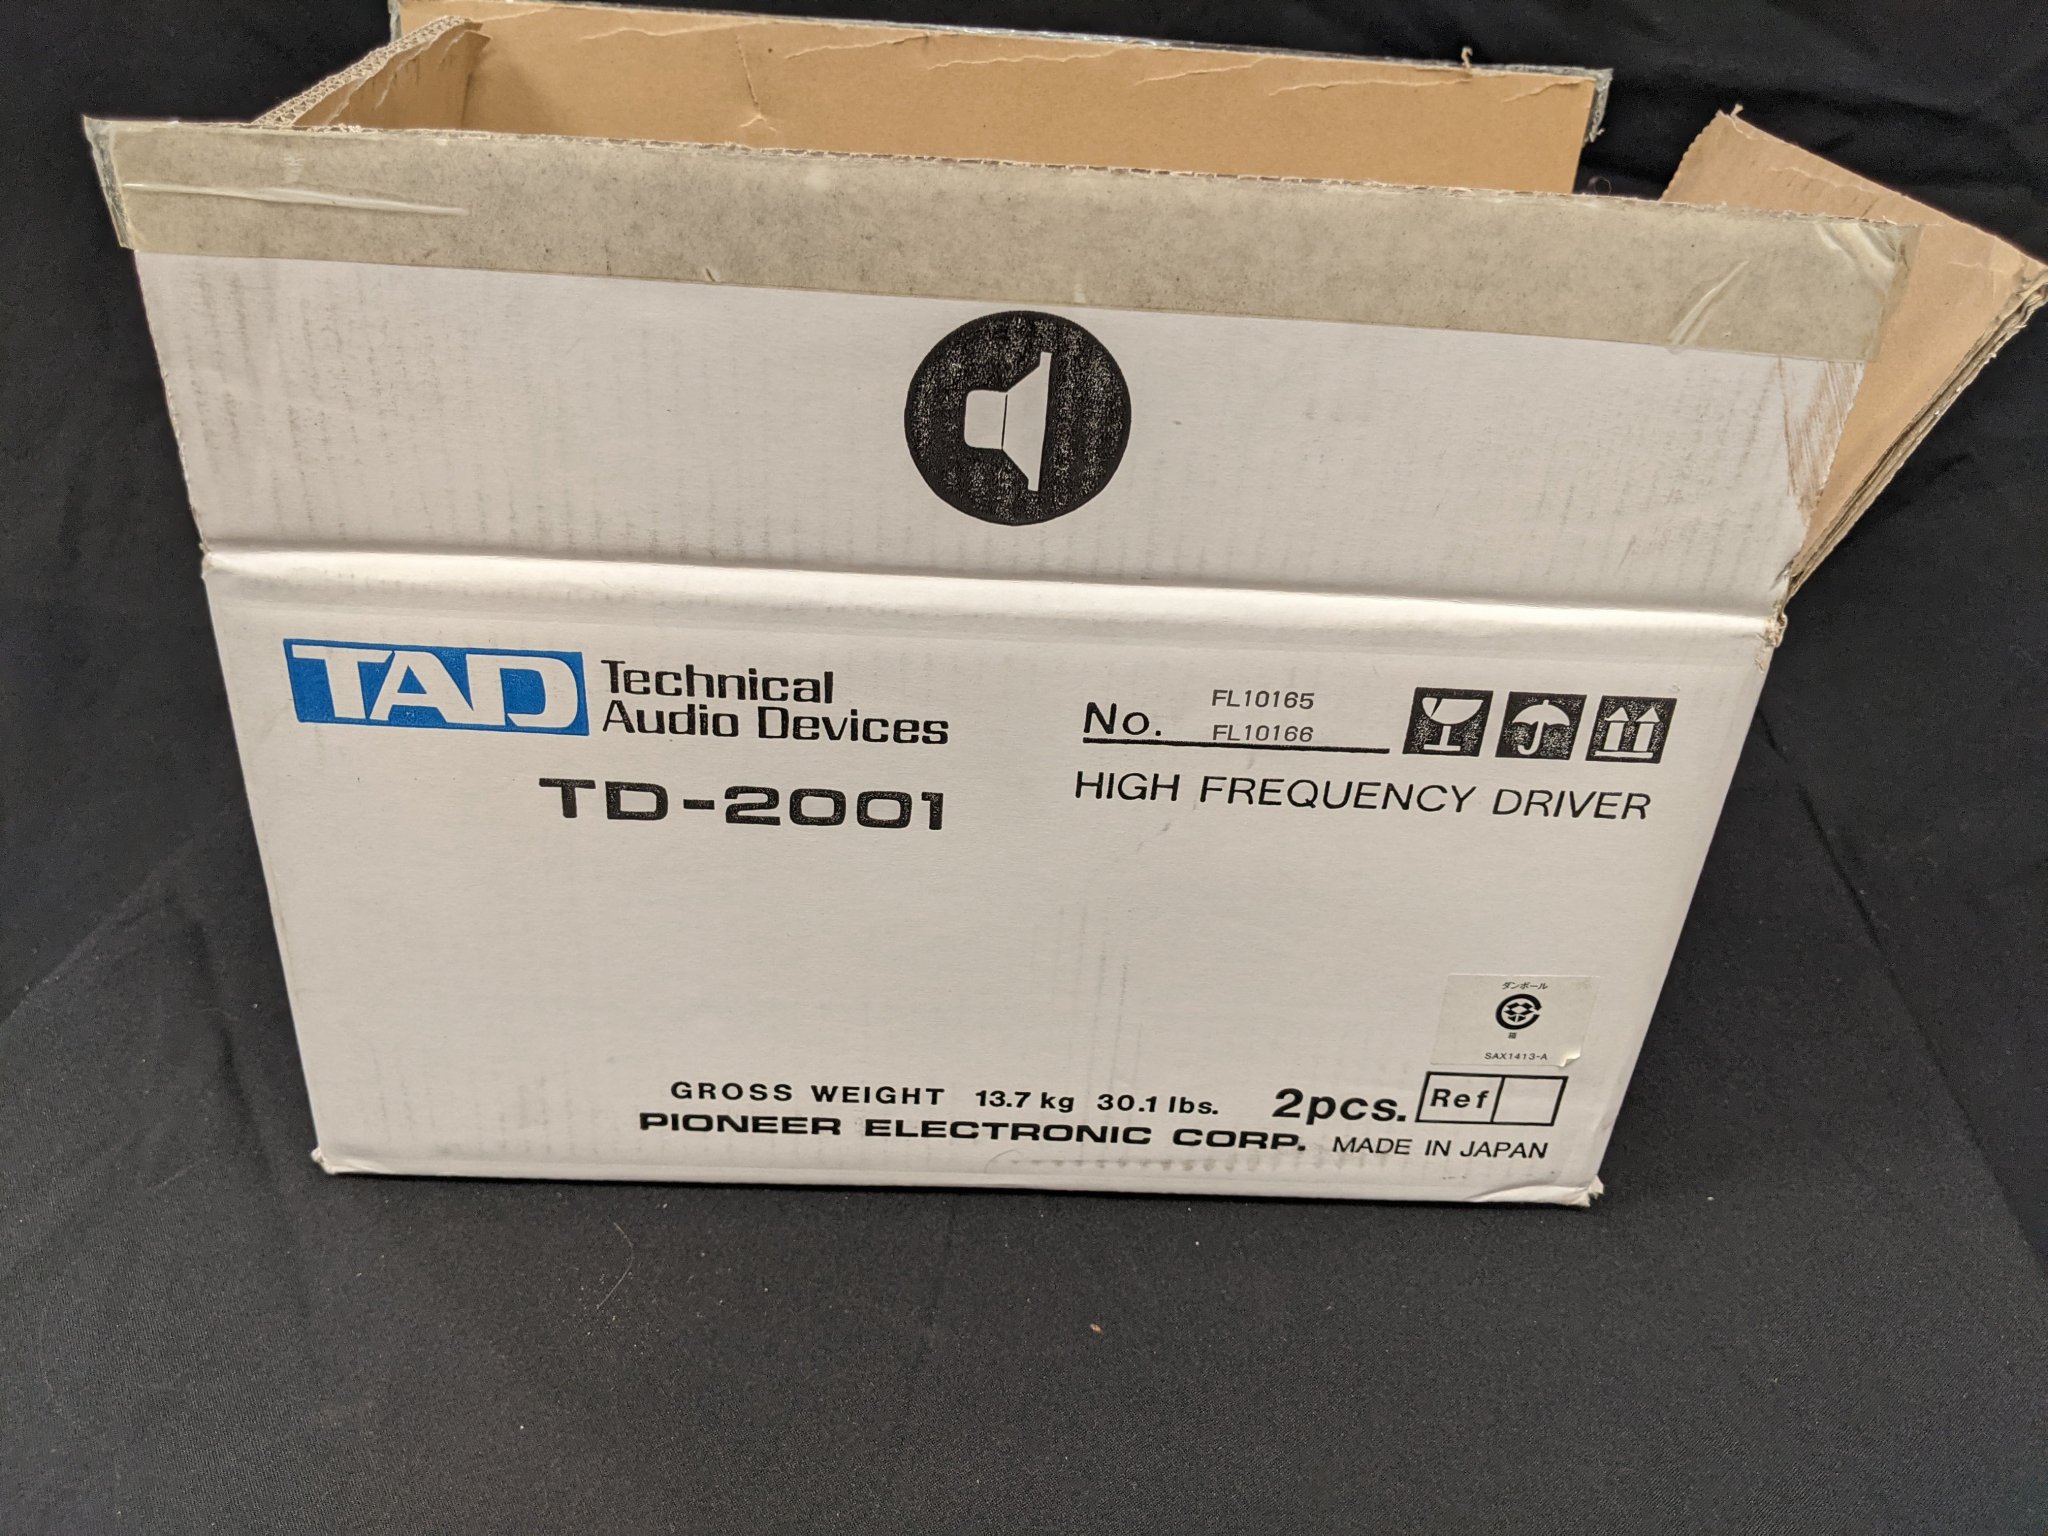 TAD Technical
Audio Devices
TD-2001
No. FL10165
FL10166
HIGH FREQUENCY DRIVER
ダンボール
箱
SAX1413-A
GROSS WEIGHT 13.7 kg 30.1 lbs. 2pcs. Ref
PIONEER ELECTRONIC CORP. MADE IN JAPAN